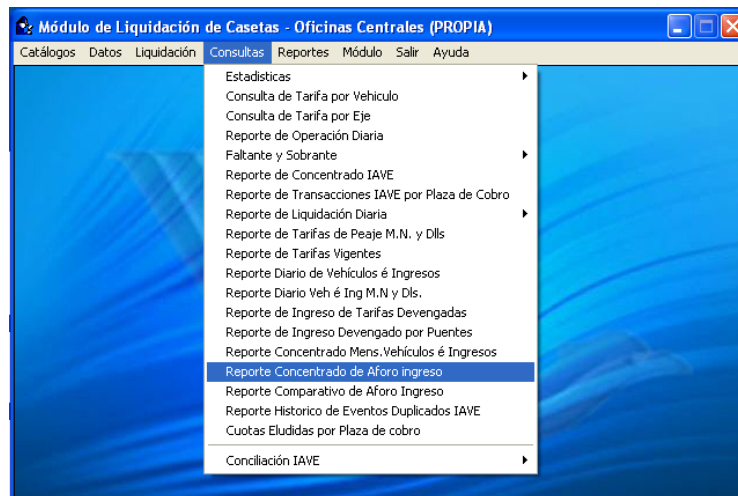 Módulo de Liquidación de Casetas - Oficinas Centrales (PROPIA)
Catálogos Datos Liquidación Consultas Reportes Módulo Salir Ayuda
Estadisticas
Consulta de Tarifa por Vehiculo
Consulta de Tarifa por Eje
Reporte de Operación Diaria
Faltante y Sobrante
Reporte de Concentrado IAVE
Reporte de Transacciones IAVE por Plaza de Cobro
Reporte de Liquidación Diaria
Reporte de Tarifas de Peaje M.N. y Dlls
Reporte de Tarifas Vigentes
Reporte Diario de Vehículos é Ingresos
Reporte Diario Veh é Ing M.N y Dls.
Reporte de Ingreso de Tarifas Devengadas
Reporte de Ingreso Devengado por Puentes
Reporte Concentrado Mens.Vehículos é Ingresos
Reporte Concentrado de Aforo ingreso
Reporte Comparativo de Aforo Ingreso
Reporte Historico de Eventos Duplicados IAVE
Cuotas Eludidas por Plaza de cobro
Conciliación IAVE